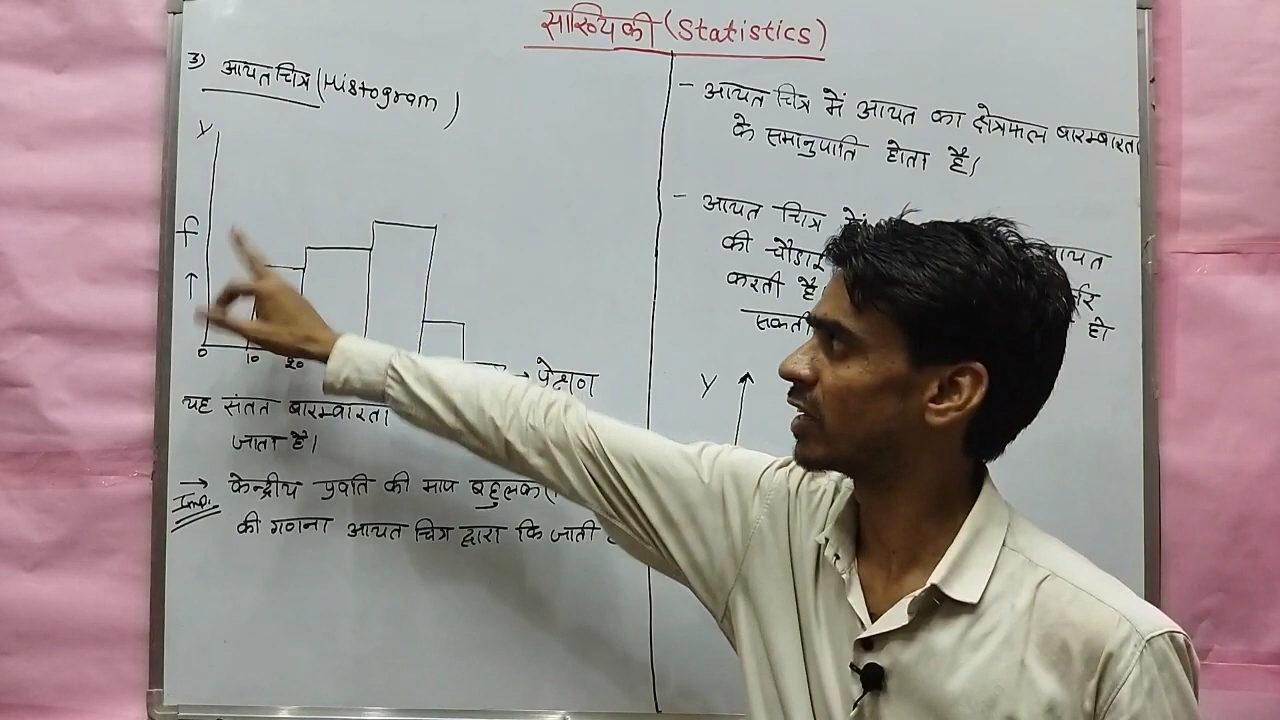 सांख्यिकी (Statistics)
3) आयत चित्र (Histogram)
y
f
↑
0 10 20
→ प्रेक्षण
यह संतत बारम्बारता
जाता है।
→ केन्द्रीय प्रवति की माप बहुलक (
Imp.
की गणना आयत चित्र द्वारा कि जाती
- आयत चित्र में आयत का क्षेत्रफल बारम्बारता
के समानुपाति होता है।
- आयत चित्र में
की चौडाई
करती है
सकती हो
y